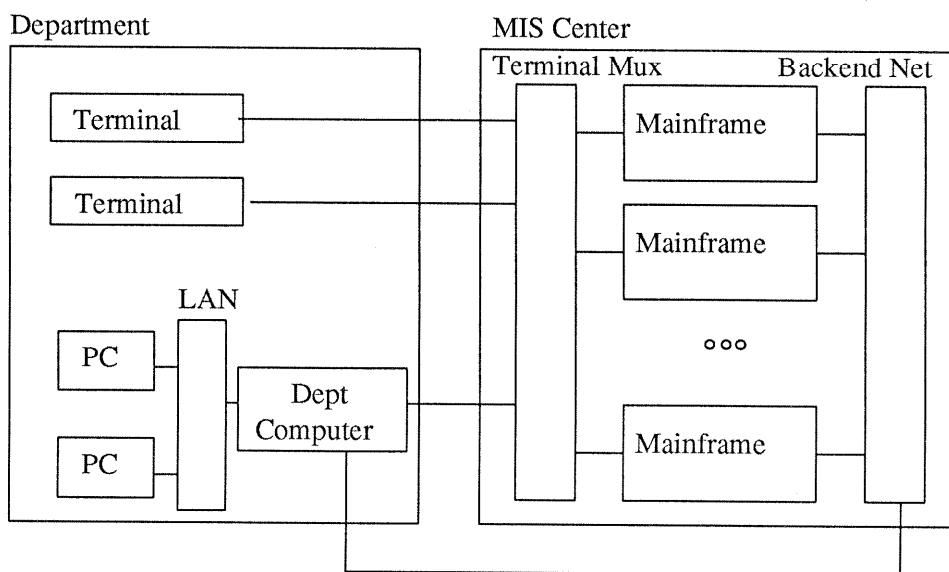 Department
MIS Center
Terminal Mux
Backend Net
Terminal
Mainframe
Terminal
Mainframe
LAN
PC
Dept
Computer
PC
Mainframe